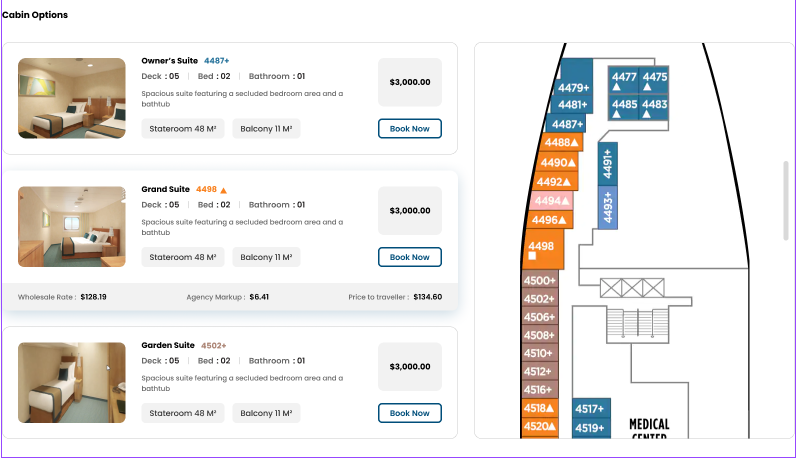 Cabin Options
Owner's Suite 4487+
Deck : 05 | Bed : 02 | Bathroom : 01
Spacious suite featuring a secluded bedroom area and a
bathtub
Stateroom 48 M² Balcony 11 M²
$3,000.00
Book Now
Grand Suite 4498 ▲
Deck : 05 | Bed : 02 | Bathroom : 01
Spacious suite featuring a secluded bedroom area and a
bathtub
Stateroom 48 M² Balcony 11 M²
$3,000.00
Book Now
Wholesale Rate : $128.19 Agency Markup : $6.41 Price to traveller : $134.60
Garden Suite 4502+
Deck : 05 | Bed : 02 | Bathroom : 01
Spacious suite featuring a secluded bedroom area and a
bathtub
Stateroom 48 M² Balcony 11 M²
$3,000.00
Book Now
4477 4475
4479+
4485 4483
4481+
4487+
4488▲
4490▲
4491+
4492▲
4494▲
4493+
4496▲
4498
4500+
4502+
4506+
4508+
4510+
4512+
4516+
4518▲
4517+
4520▲
4519+
MEDICAL
CENTER